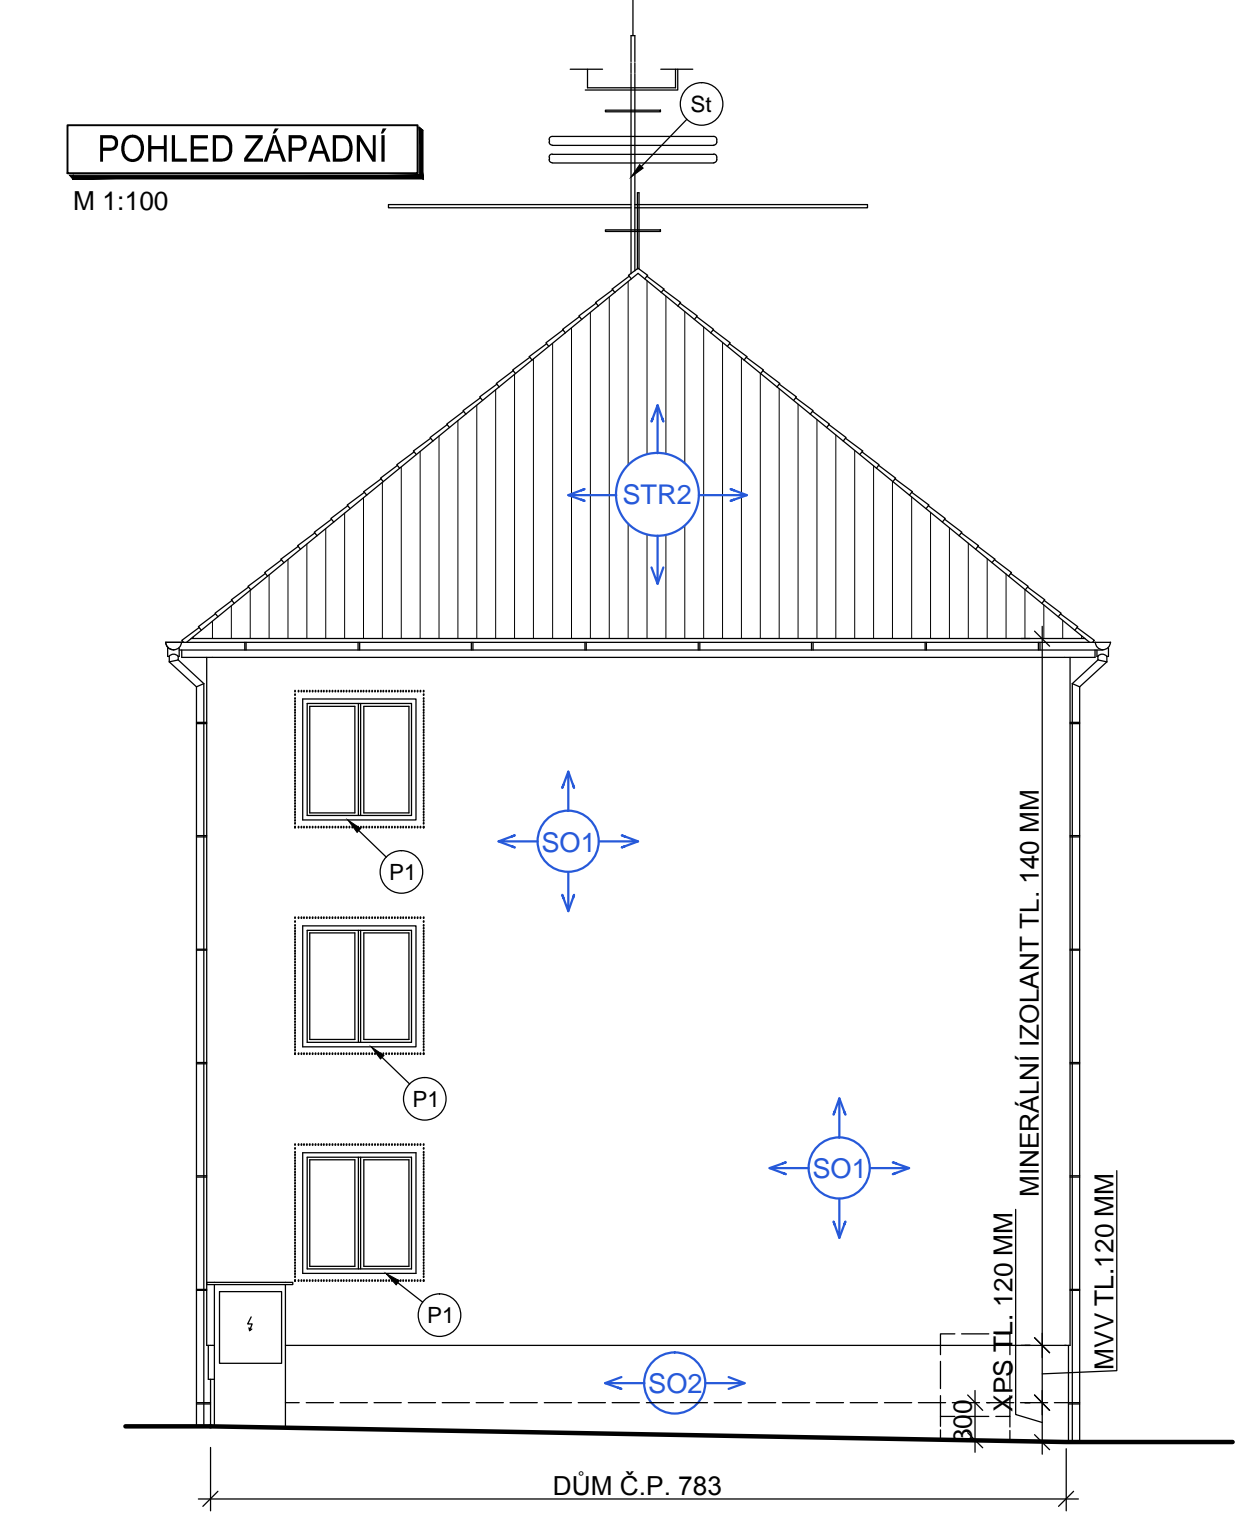 St
POHLED ZÁPADNÍ
M 1:100
STR2
SO1
P1
MINERÁLNÍ IZOLANT TL. 140 MM
P1
SO1
MVV TL.120 MM
XPS TL. 120 MM
P1
SO2
300
DŮM Č.P. 783